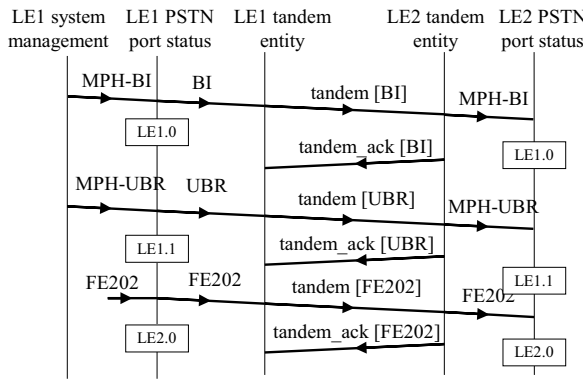 LE1 system management
LE1 PSTN port status
LE1 tandem entity
LE2 tandem entity
LE2 PSTN port status
MPH-BI
BI
tandem [BI]
MPH-BI
LE1.0
tandem_ack [BI]
LE1.0
MPH-UBR
UBR
tandem [UBR]
MPH-UBR
LE1.1
tandem_ack [UBR]
LE1.1
FE202
FE202
tandem [FE202]
FE202
LE2.0
tandem_ack [FE202]
LE2.0